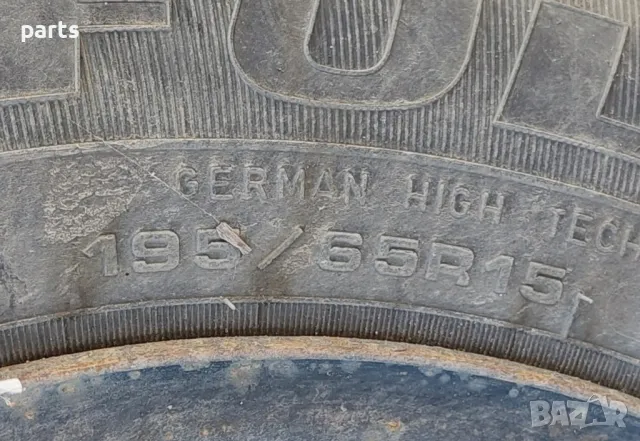 parts
GERMAN HIGH TECH
195/65R15
BAZAR